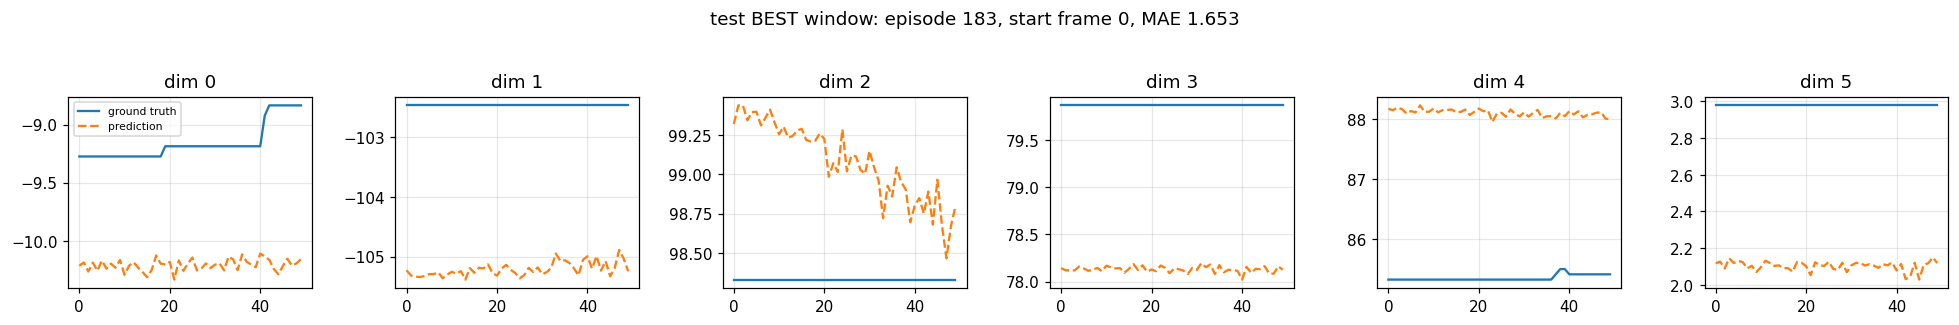 test BEST window: episode 183, start frame 0, MAE 1.653
dim 0
dim 1
dim 2
dim 3
dim 4
dim 5
ground truth
prediction
−9.0
−9.5
−10.0
0 20 40
−103
−104
−105
0 20 40
99.25
99.00
98.75
98.50
0 20 40
79.5
79.0
78.5
78.0
0 20 40
88
87
86
0 20 40
3.0
2.8
2.6
2.4
2.2
2.0
0 20 40